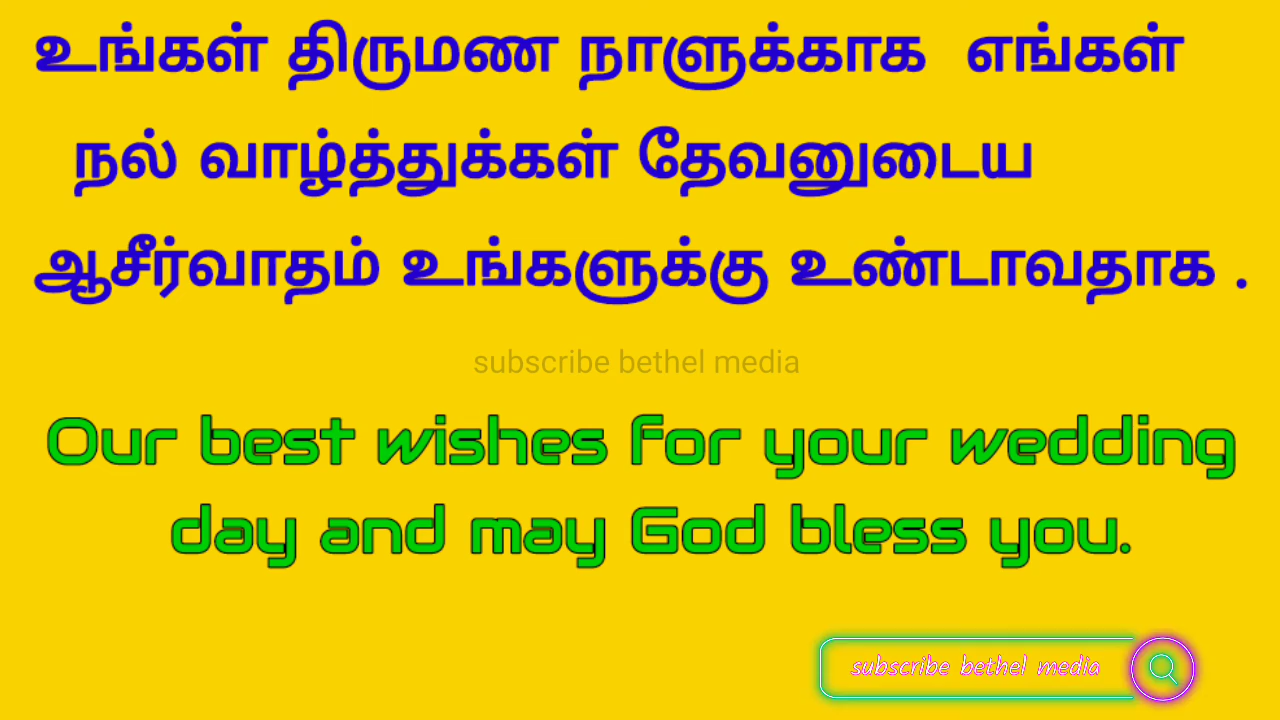 உங்கள் திருமண நாளுக்காக எங்கள்
நல் வாழ்த்துக்கள் தேவனுடைய
ஆசீர்வாதம் உங்களுக்கு உண்டாவதாக .
subscribe bethel media
Our best wishes for your wedding
day and may God bless you.
subscribe bethel media